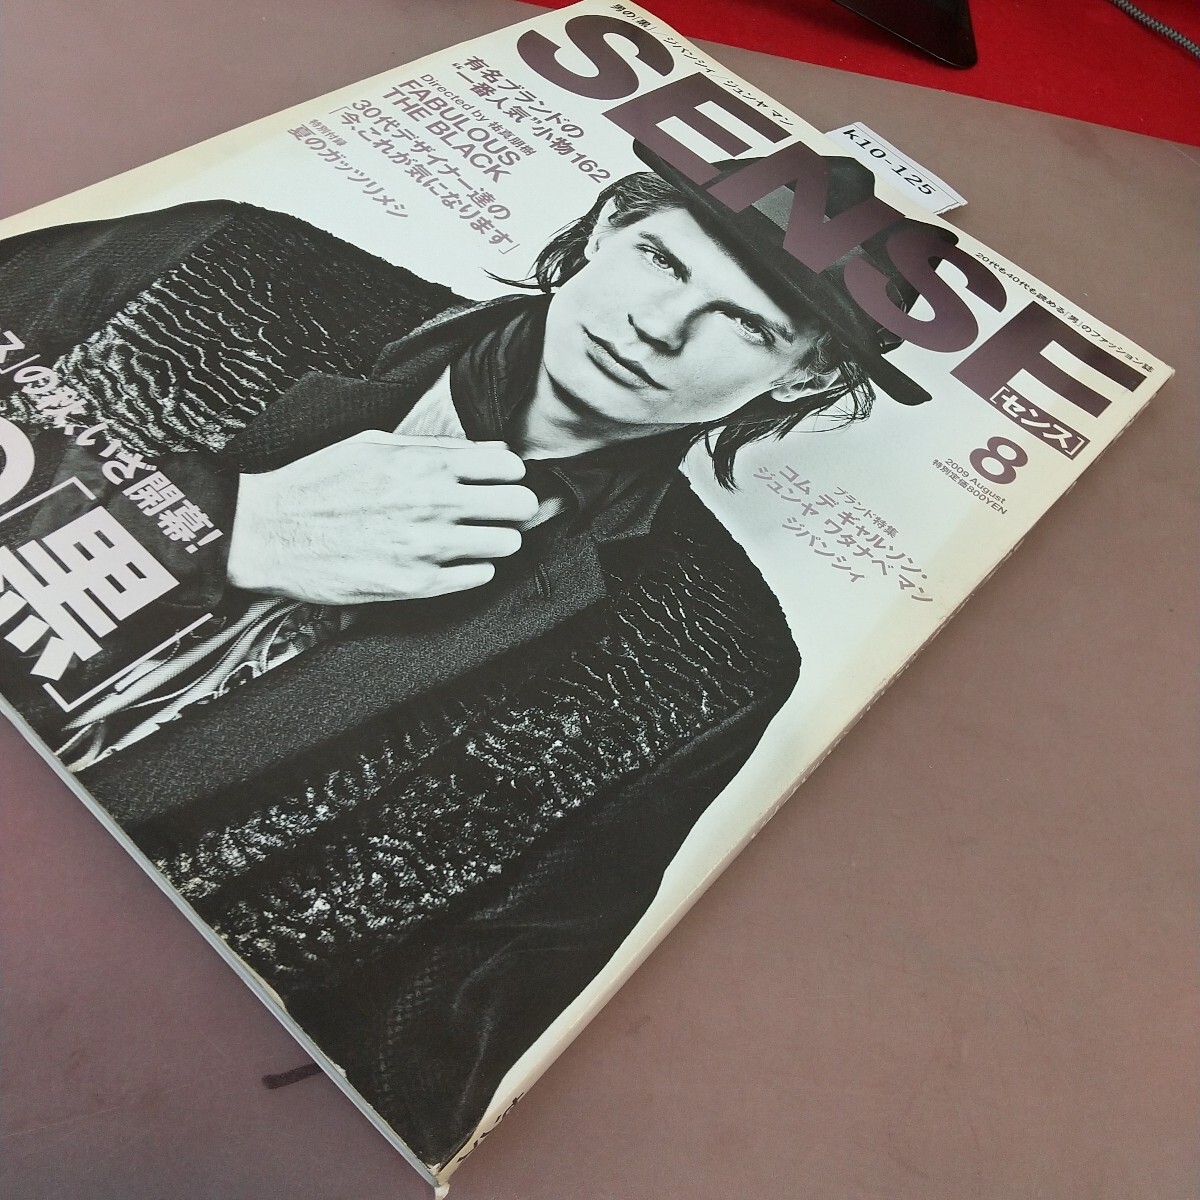 男の「黒」/ジバンシィ/ジュンヤ マン
SENSE
[センス]
20代も40代も読める「男」のファッション誌
8
2009 August
特別定価800YEN
k10-125
有名ブランドの
“一番人気”小物162
Directed by 祐真朋樹
FABULOUS
THE BLACK
30代デザイナー達の
「今、これが気になります」
特別付録
夏のガッツリメシ
ブランド特集
コム デ ギャルソン・
ジュンヤ ワタナベ マン
ジバンシィ
ス」の秋、いざ開幕!
の「黒」